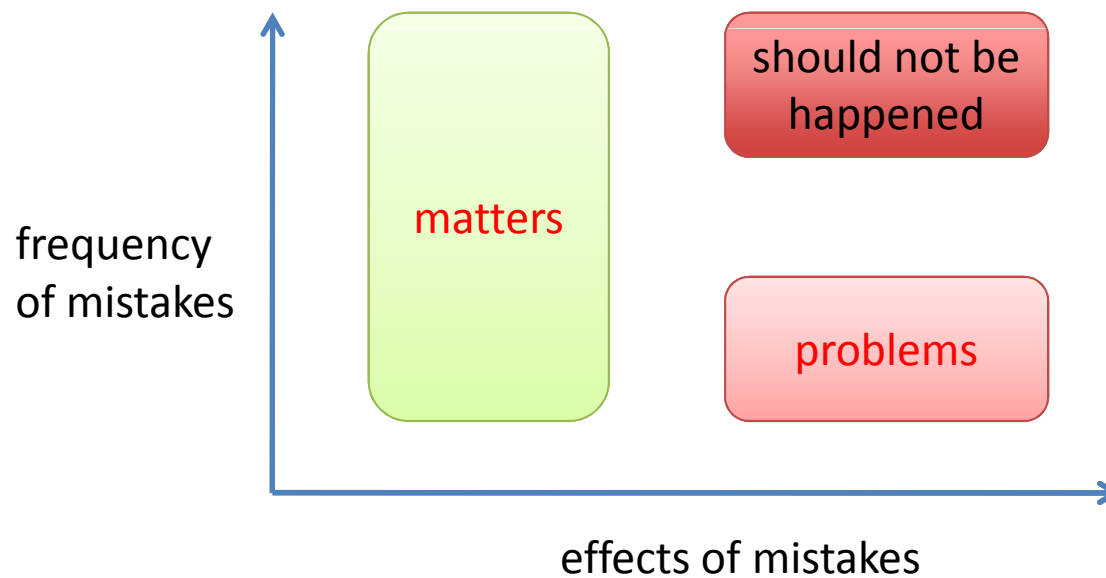 should not be
happened
matters
frequency
of mistakes
problems
effects of mistakes